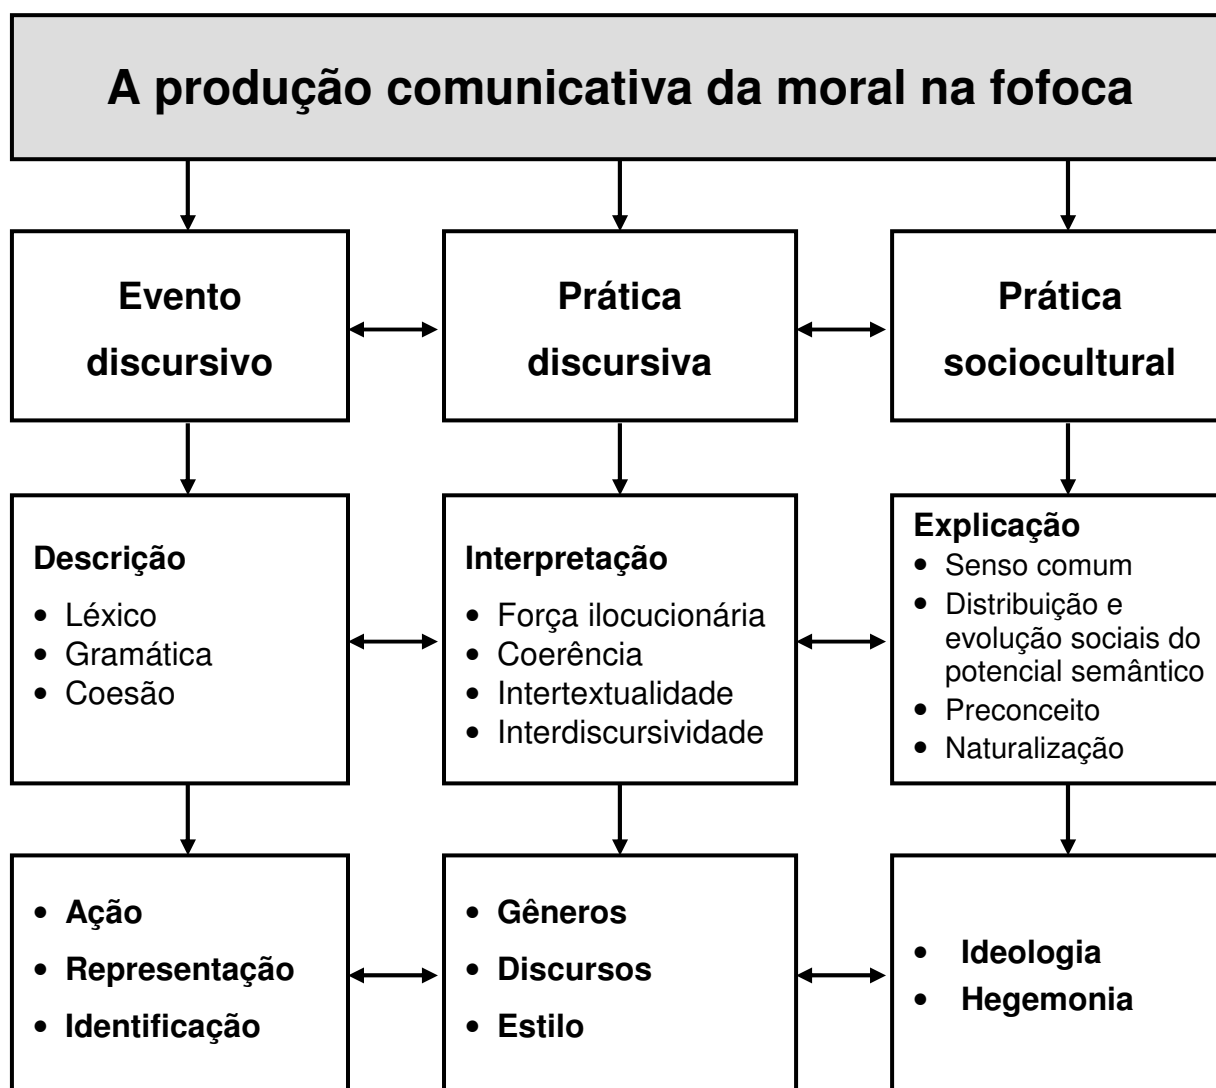 A produção comunicativa da moral na fofoca
Evento
discursivo
Prática
discursiva
Prática
sociocultural
Descrição
• Léxico
• Gramática
• Coesão
Interpretação
• Força ilocucionária
• Coerência
• Intertextualidade
• Interdiscursividade
Explicação
• Senso comum
• Distribuição e
evolução sociais do
potencial semântico
• Preconceito
• Naturalização
• Ação
• Representação
• Identificação
• Gêneros
• Discursos
• Estilo
• Ideologia
• Hegemonia